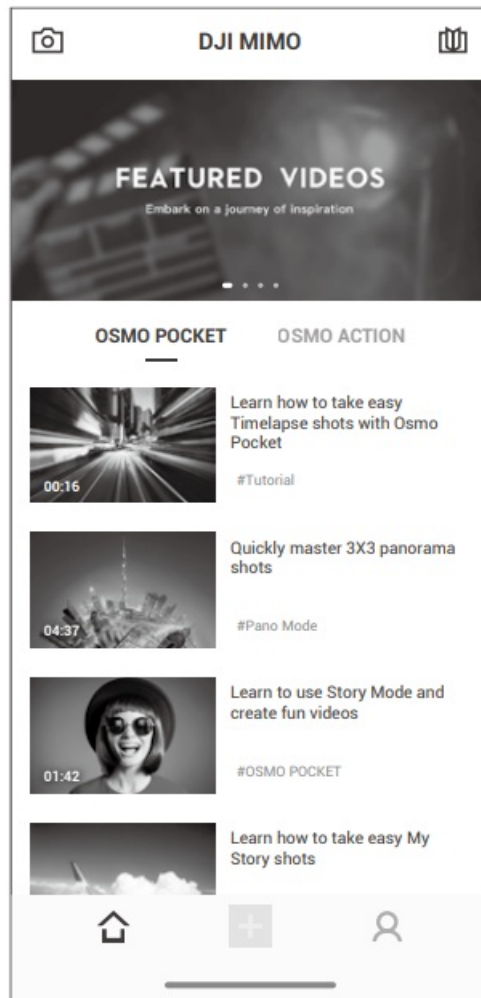 DJI MIMO
FEATURED VIDEOS
Embark on a journey of inspiration
OSMO POCKET
OSMO ACTION
Learn how to take easy
Timelapse shots with Osmo
Pocket
00:16
#Tutorial
Quickly master 3X3 panorama
shots
04:37
#Pano Mode
Learn to use Story Mode and
create fun videos
01:42
#OSMO POCKET
Learn how to take easy My
Story shots